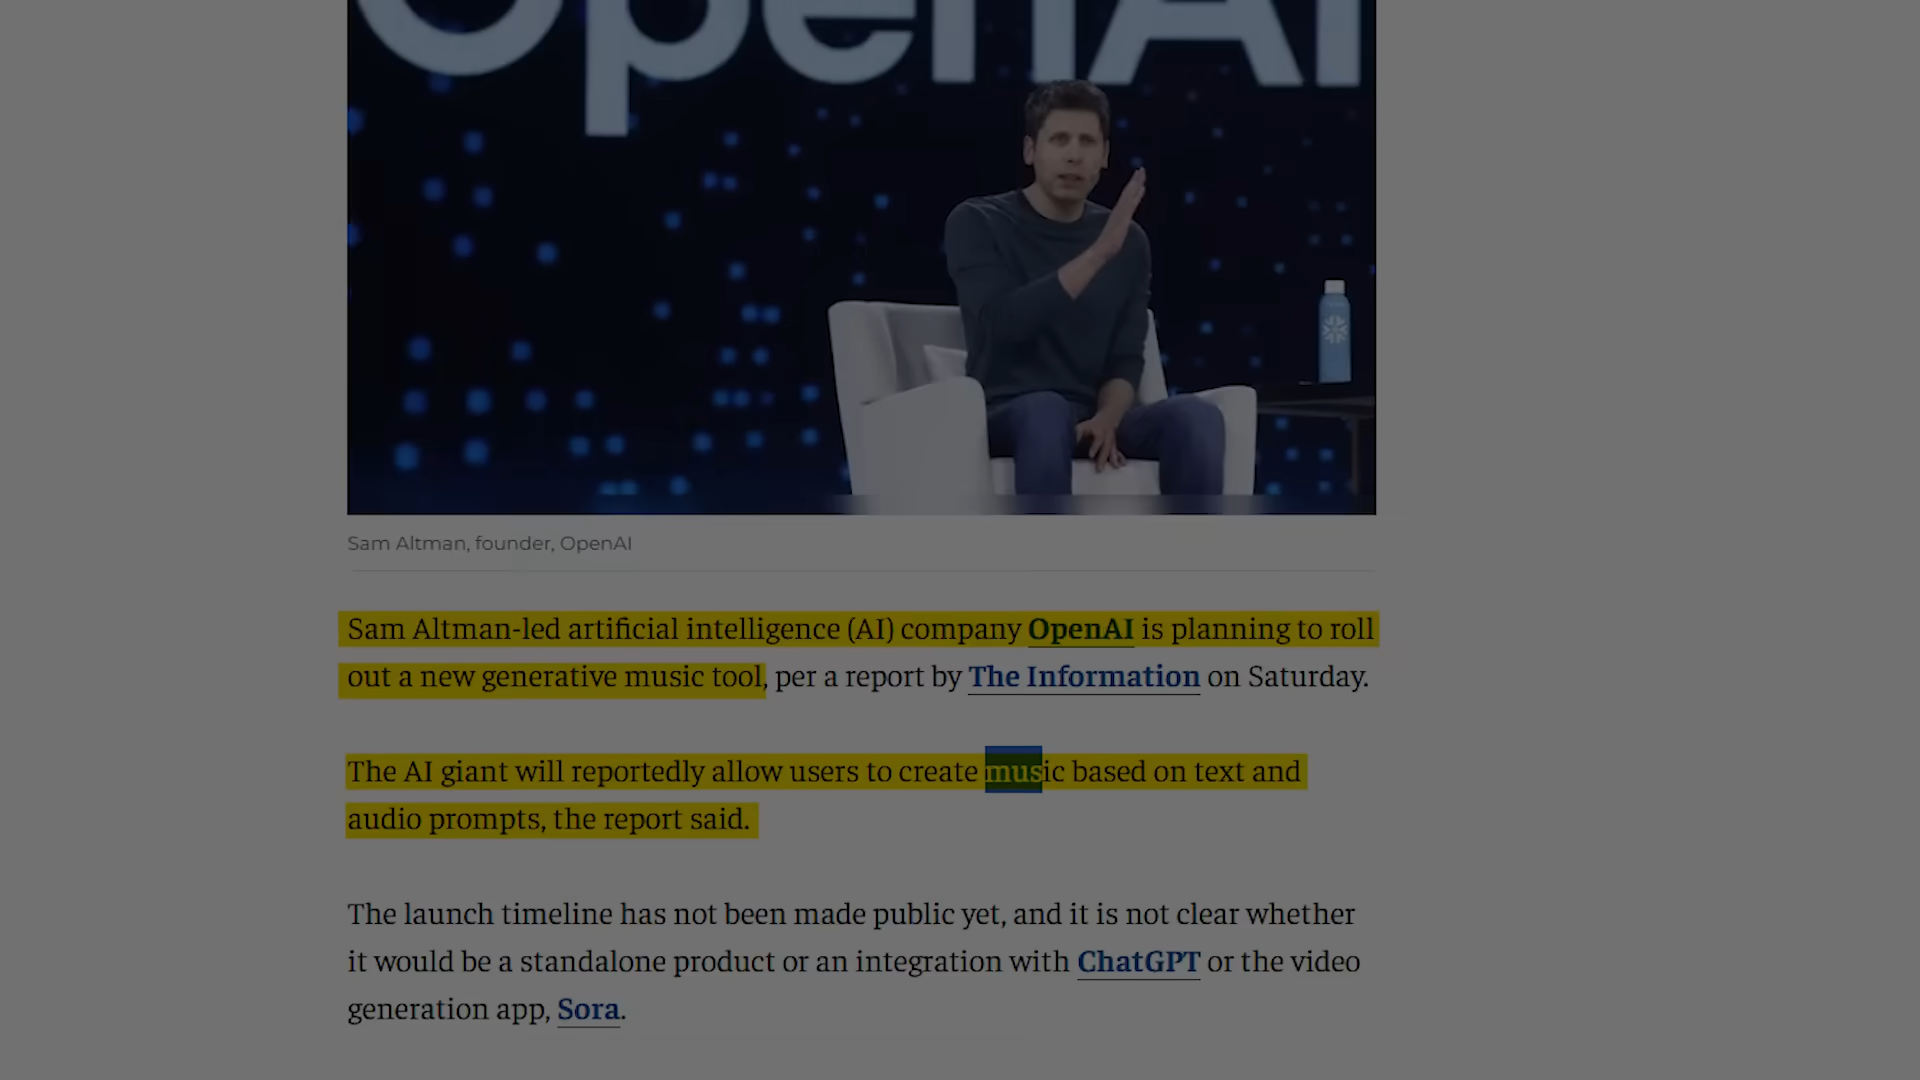 OpenAI
Sam Altman, founder, OpenAI
Sam Altman-led artificial intelligence (AI) company OpenAI is planning to roll
out a new generative music tool, per a report by The Information on Saturday.
The AI giant will reportedly allow users to create music based on text and
audio prompts, the report said.
The launch timeline has not been made public yet, and it is not clear whether
it would be a standalone product or an integration with ChatGPT or the video
generation app, Sora.